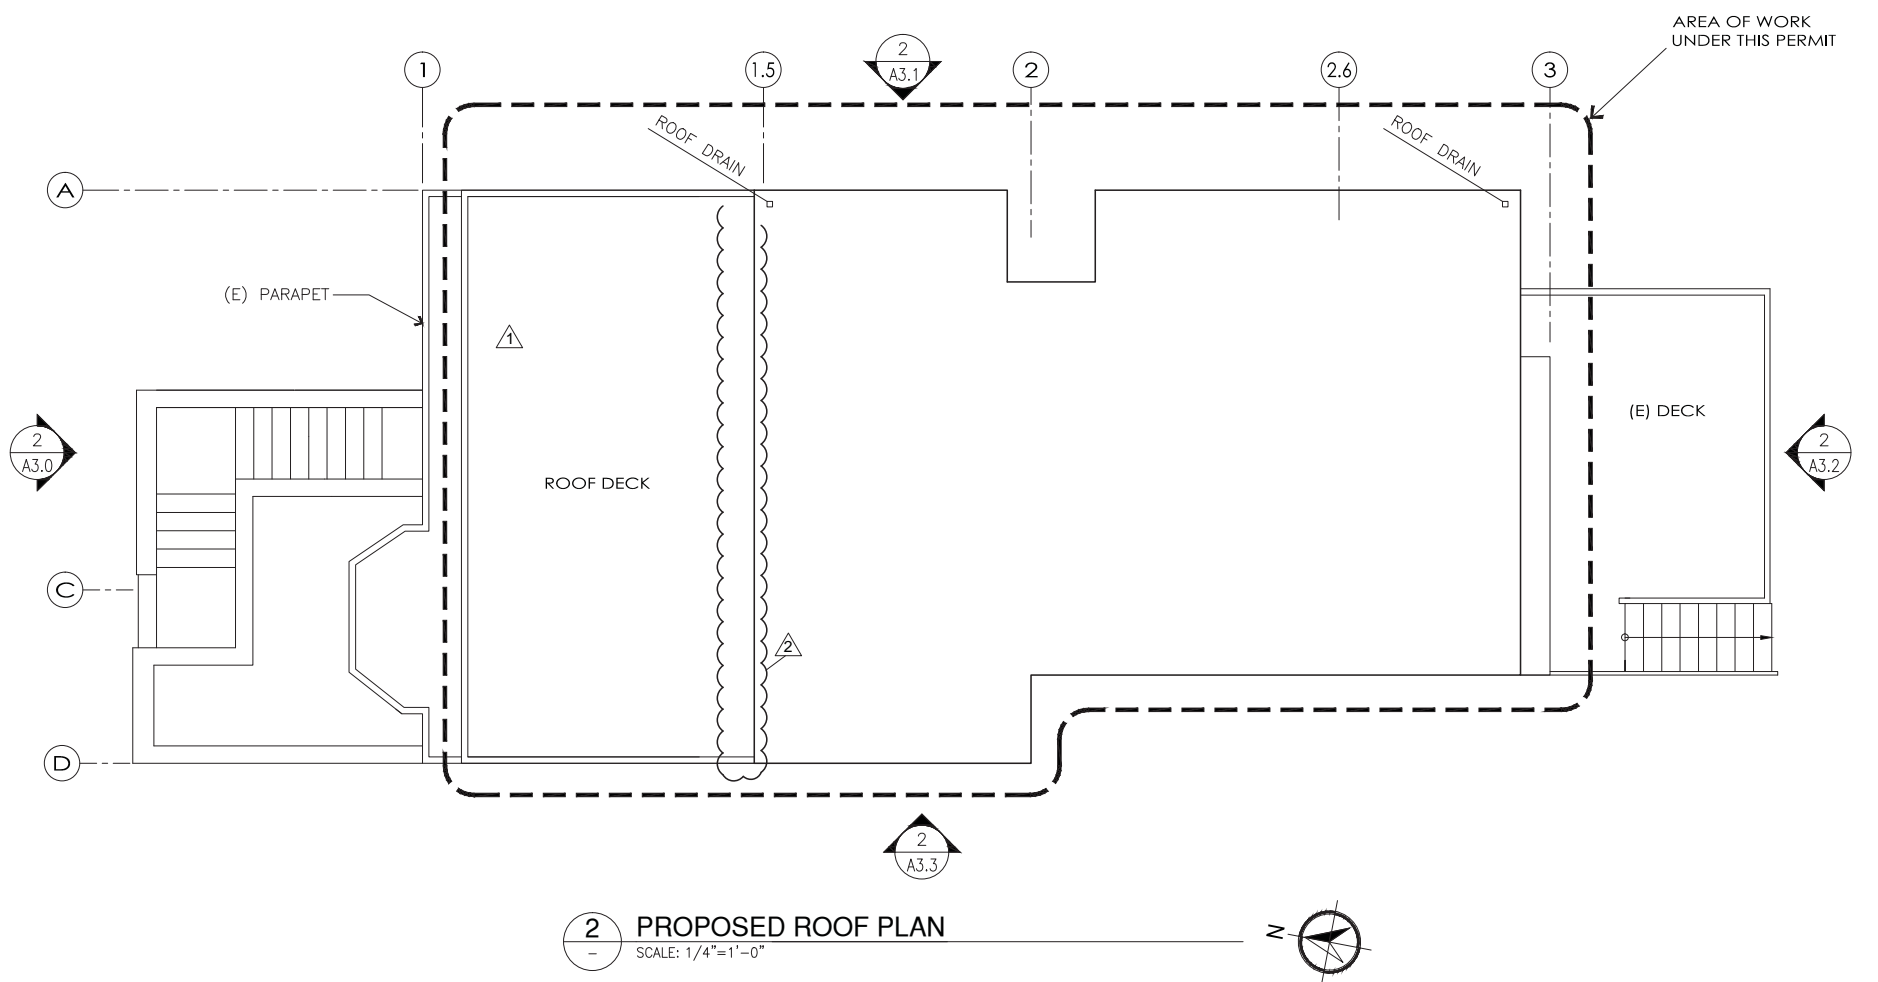 AREA OF WORK
UNDER THIS PERMIT
1
1.5
2
A3.1
2
2.6
3
ROOF DRAIN
ROOF DRAIN
A
(E) PARAPET
1
2
A3.0
ROOF DECK
(E) DECK
2
A3.2
C
2
D
2
A3.3
2
-
PROPOSED ROOF PLAN
SCALE: 1/4"=1'-0"
N